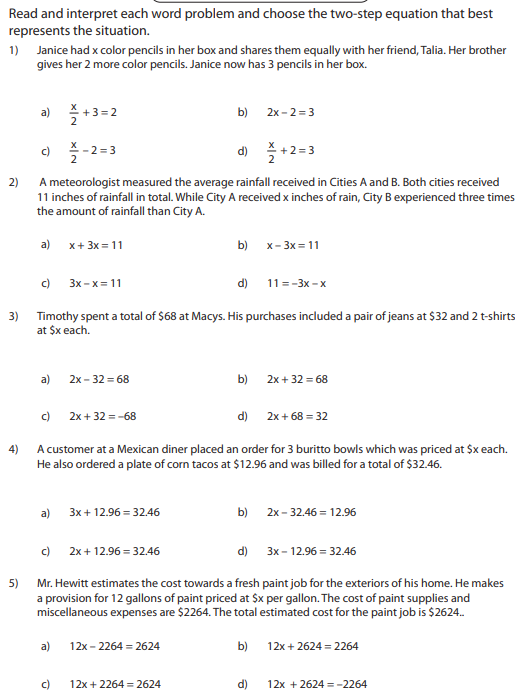 Read and interpret each word problem and choose the two-step equation that best
represents the situation.
1) Janice had x color pencils in her box and shares them equally with her friend, Talia. Her brother
gives her 2 more color pencils. Janice now has 3 pencils in her box.
a) x/2 + 3 = 2 b) 2x – 2 = 3
c) x/2 – 2 = 3 d) x/2 + 2 = 3
2) A meteorologist measured the average rainfall received in Cities A and B. Both cities received
11 inches of rainfall in total. While City A received x inches of rain, City B experienced three times
the amount of rainfall than City A.
a) x + 3x = 11 b) x – 3x = 11
c) 3x – x = 11 d) 11 = –3x – x
3) Timothy spent a total of $68 at Macys. His purchases included a pair of jeans at $32 and 2 t-shirts
at $x each.
a) 2x – 32 = 68 b) 2x + 32 = 68
c) 2x + 32 = –68 d) 2x + 68 = 32
4) A customer at a Mexican diner placed an order for 3 buritto bowls which was priced at $x each.
He also ordered a plate of corn tacos at $12.96 and was billed for a total of $32.46.
a) 3x + 12.96 = 32.46 b) 2x – 32.46 = 12.96
c) 2x + 12.96 = 32.46 d) 3x – 12.96 = 32.46
5) Mr. Hewitt estimates the cost towards a fresh paint job for the exteriors of his home. He makes
a provision for 12 gallons of paint priced at $x per gallon. The cost of paint supplies and
miscellaneous expenses are $2264. The total estimated cost for the paint job is $2624..
a) 12x – 2264 = 2624 b) 12x + 2624 = 2264
c) 12x + 2264 = 2624 d) 12x + 2624 = –2264